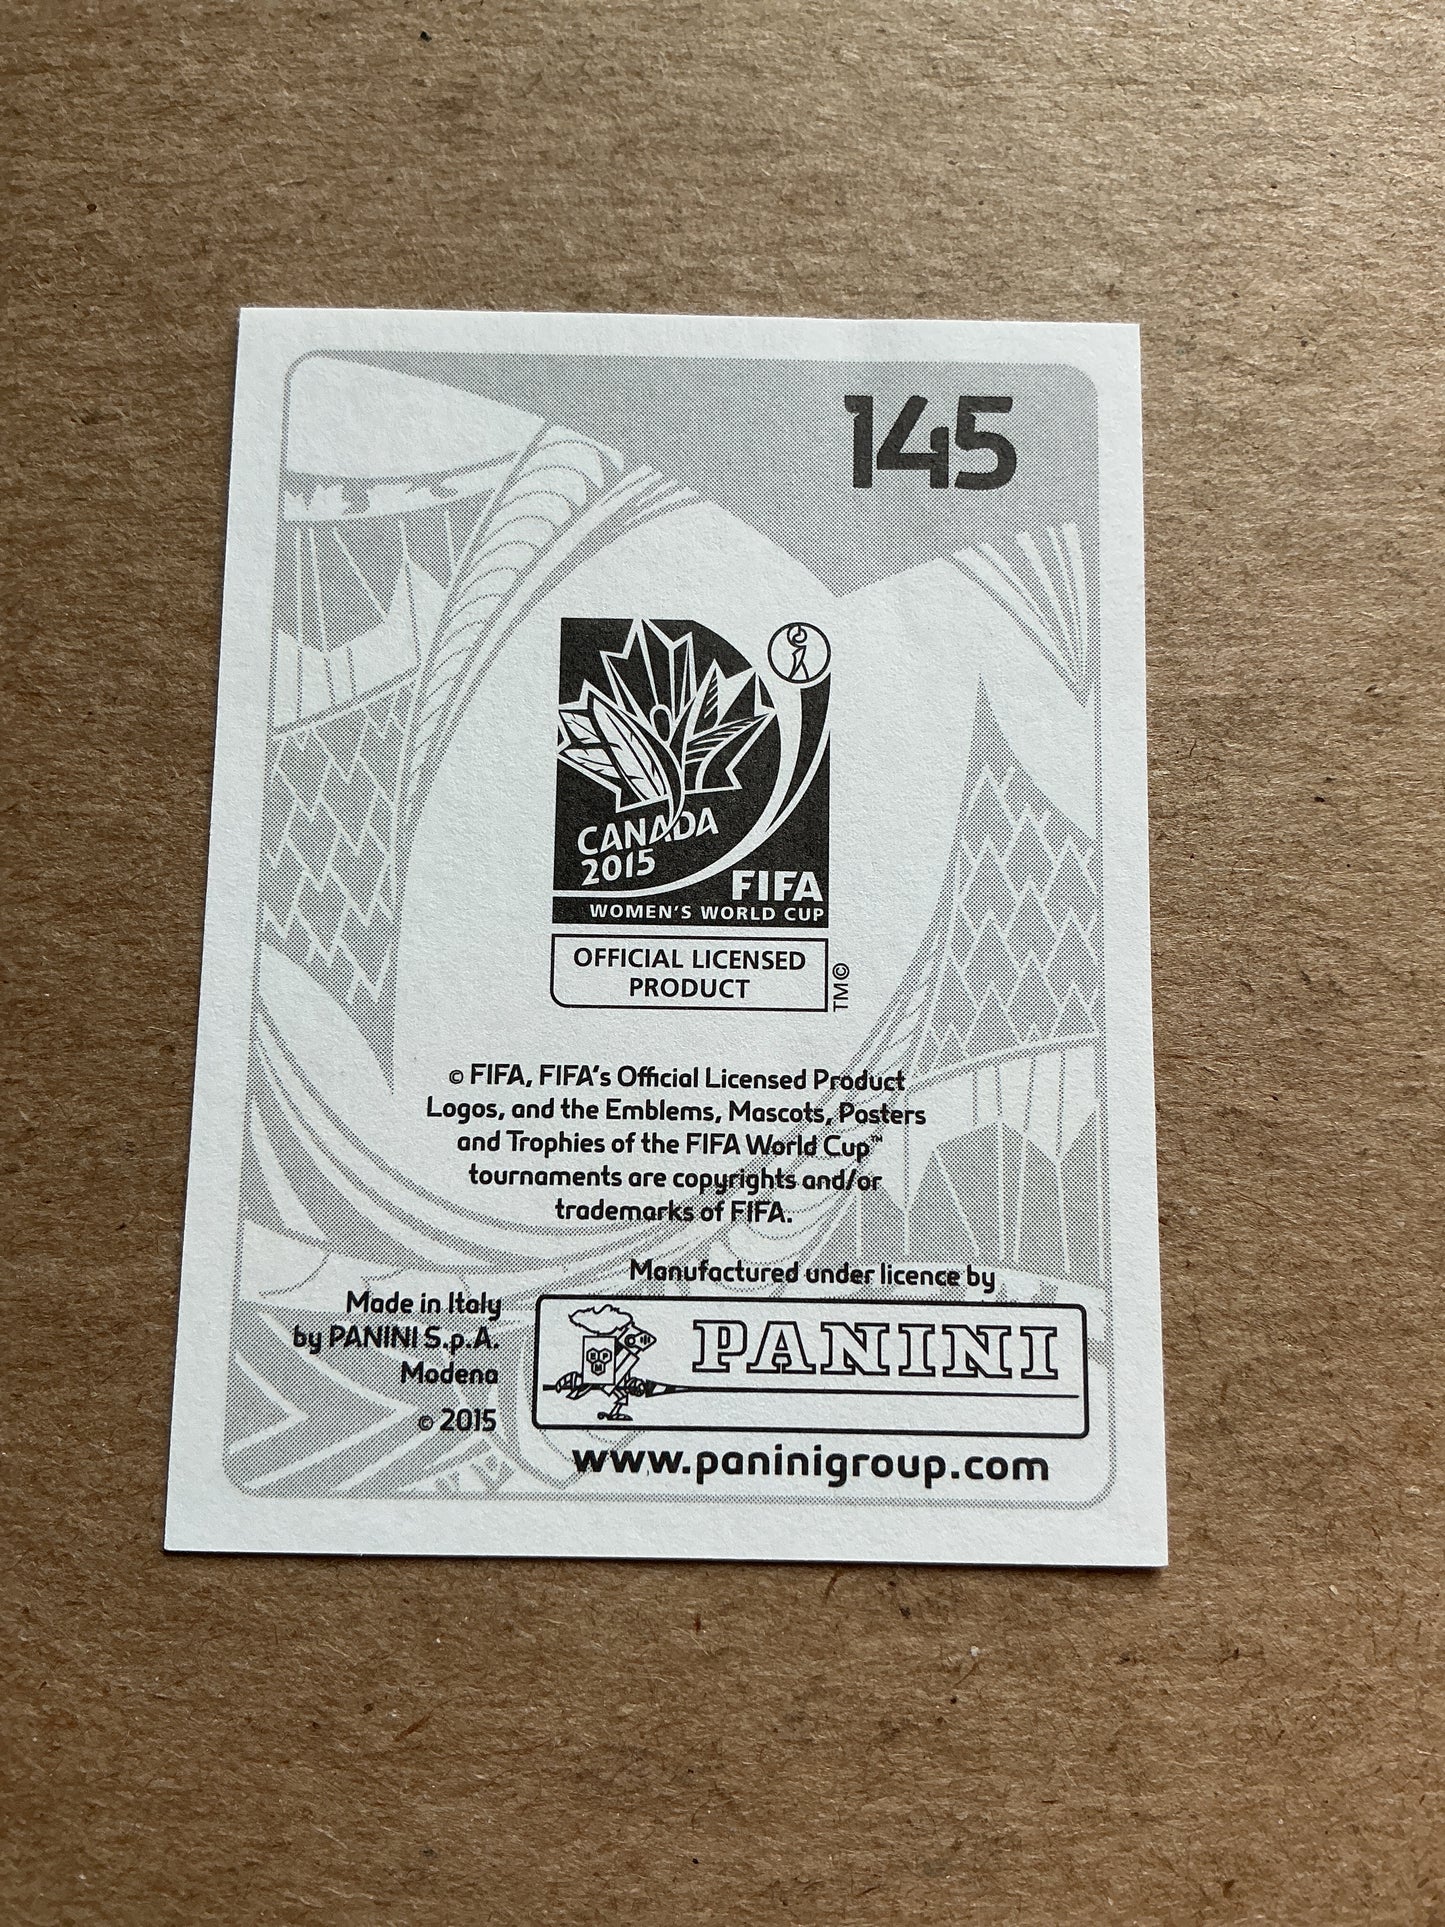 145
CANADA
2015
FIFA
WOMEN'S WORLD CUP
OFFICIAL LICENSED
PRODUCT
TM©
© FIFA, FIFA's Official Licensed Product
Logos, and the Emblems, Mascots, Posters
and Trophies of the FIFA World Cup™
tournaments are copyrights and/or
trademarks of FIFA.
Manufactured under licence by
Made in Italy
by PANINI S.p.A.
Modena
© 2015
PANINI
www.paninigroup.com